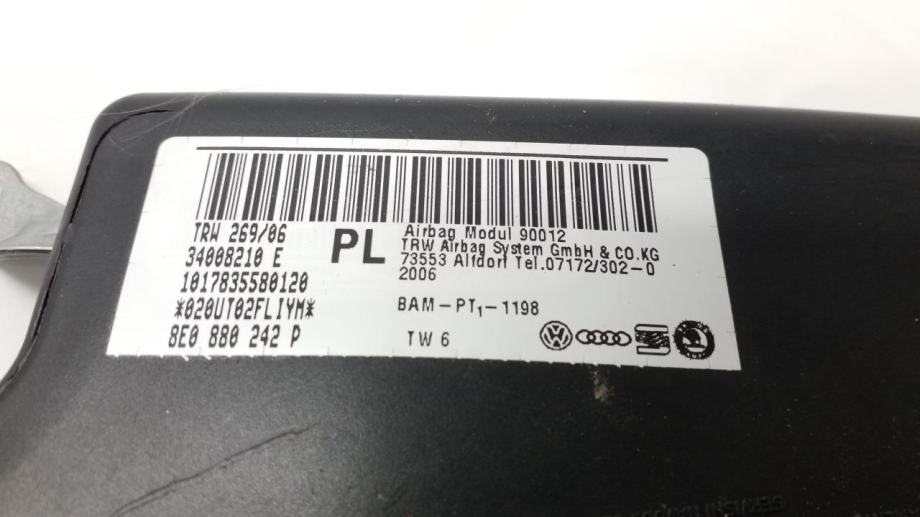 TRW 269/06
34008210 E
1017835580120
*020UT02FLIYM*
8E0 880 242 P
PL
Airbag Modul 90012
TRW Airbag System GmbH & CO.KG
73553 Alfdorf Tel.07172/302-0
2006
BAM-PT1-1198
TW 6